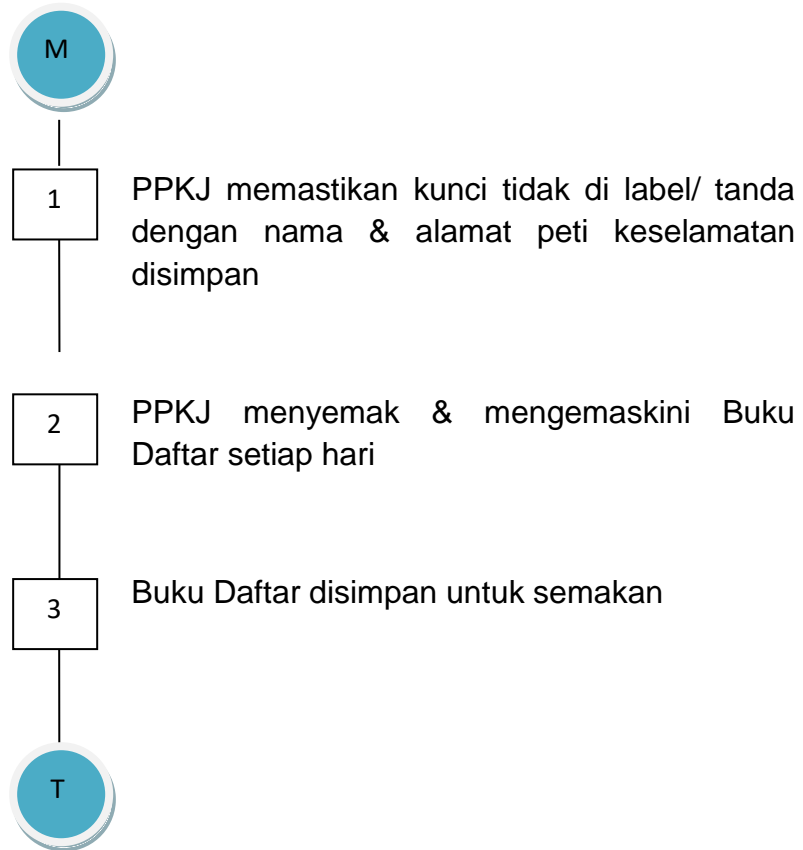 M
1
PPKJ memastikan kunci tidak di label/ tanda
dengan nama & alamat peti keselamatan
disimpan
2
PPKJ menyemak & mengemaskini Buku
Daftar setiap hari
3
Buku Daftar disimpan untuk semakan
T